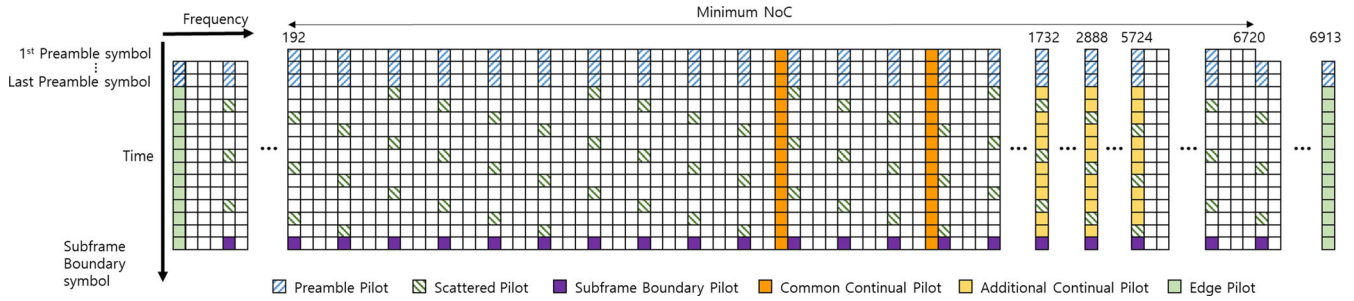 Frequency
Minimum NoC
192 1732 2888 5724 6720 6913
1st Preamble symbol
⋮
Last Preamble symbol
Time
... ... ... ... ... ...
Subframe
Boundary
symbol
Preamble Pilot Scattered Pilot Subframe Boundary Pilot Common Continual Pilot Additional Continual Pilot Edge Pilot